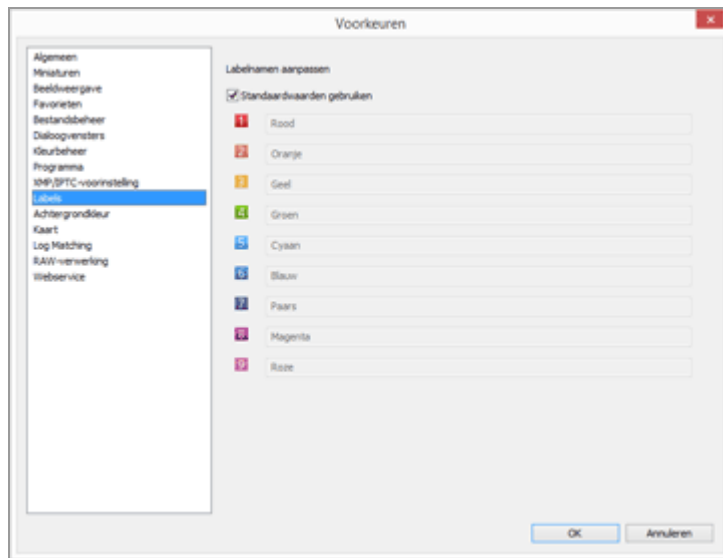 Voorkeuren
Algemeen
Miniaturen
Beeldweergave
Favorieten
Bestandsbeheer
Dialoogvensters
Kleurbeheer
Programma
XMP/IPTC-voorinstelling
Labels
Achtergrondkleur
Kaart
Log Matching
RAW-verwerking
Webservice
Labelnamen aanpassen
Standaardwaarden gebruiken
1 Rood
2 Oranje
3 Geel
4 Groen
5 Cyaan
6 Blauw
7 Paars
8 Magenta
9 Roze
OK
Annuleren